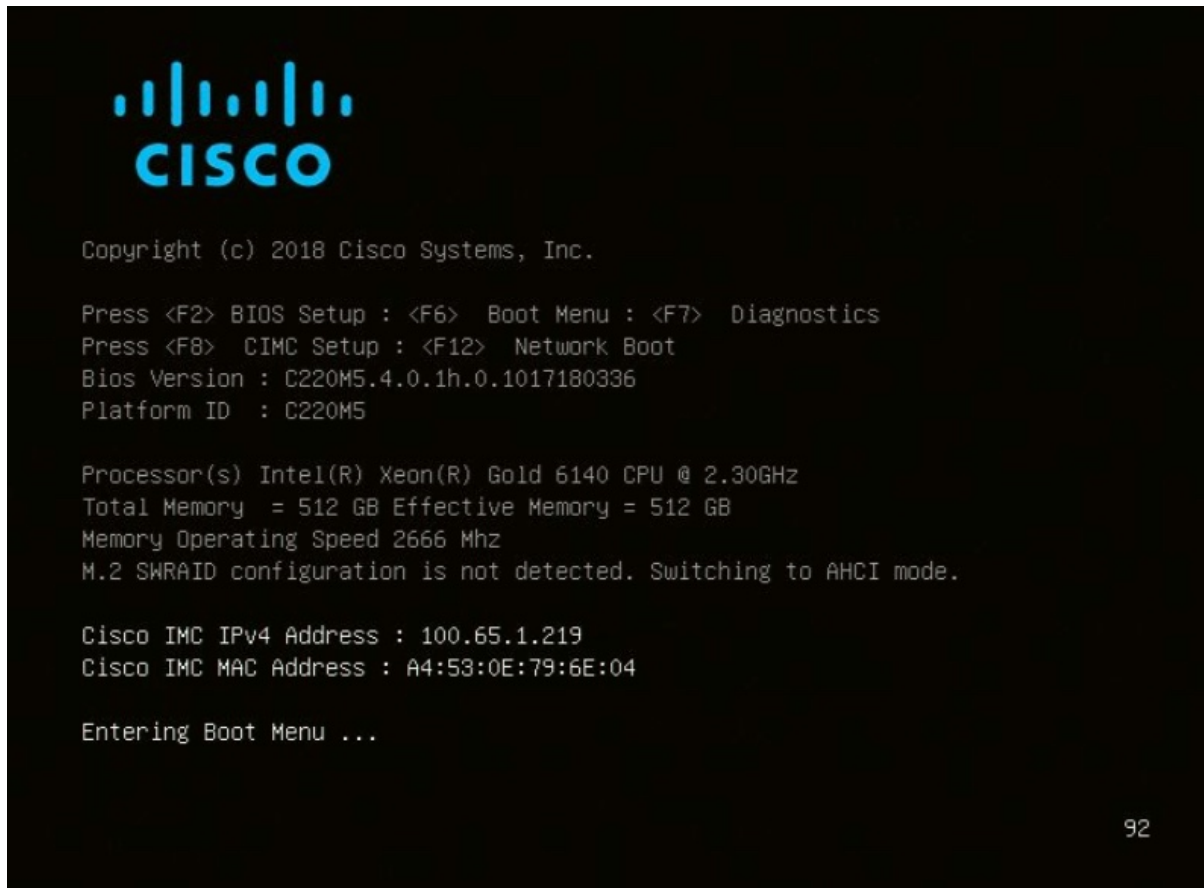 CISCO
Copyright (c) 2018 Cisco Systems, Inc.
Press <F2> BIOS Setup : <F6>  Boot Menu : <F7>  Diagnostics
Press <F8>  CIMC Setup : <F12>  Network Boot
Bios Version : C220M5.4.0.1h.0.1017180336
Platform ID  : C220M5
Processor(s) Intel(R) Xeon(R) Gold 6140 CPU @ 2.30GHz
Total Memory  = 512 GB Effective Memory = 512 GB
Memory Operating Speed 2666 Mhz
M.2 SWRAID configuration is not detected. Switching to AHCI mode.
Cisco IMC IPv4 Address : 100.65.1.219
Cisco IMC MAC Address : A4:53:0E:79:6E:04
Entering Boot Menu ...
92